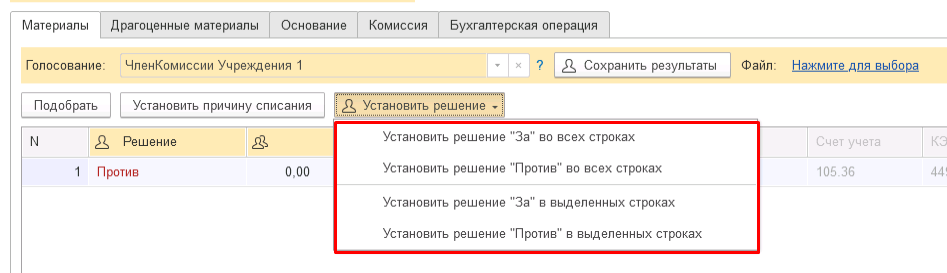 Материалы Драгоценные материалы Основание Комиссия Бухгалтерская операция
Голосование: ЧленКомиссии Учреждения 1 ? Сохранить результаты Файл: Нажмите для выбора
Подобрать Установить причину списания Установить решение
Установить решение "За" во всех строках
N Решение Счет учета КЭ
Установить решение "Против" во всех строках
1 Против 0,00 105.36
Установить решение "За" в выделенных строках
Установить решение "Против" в выделенных строках